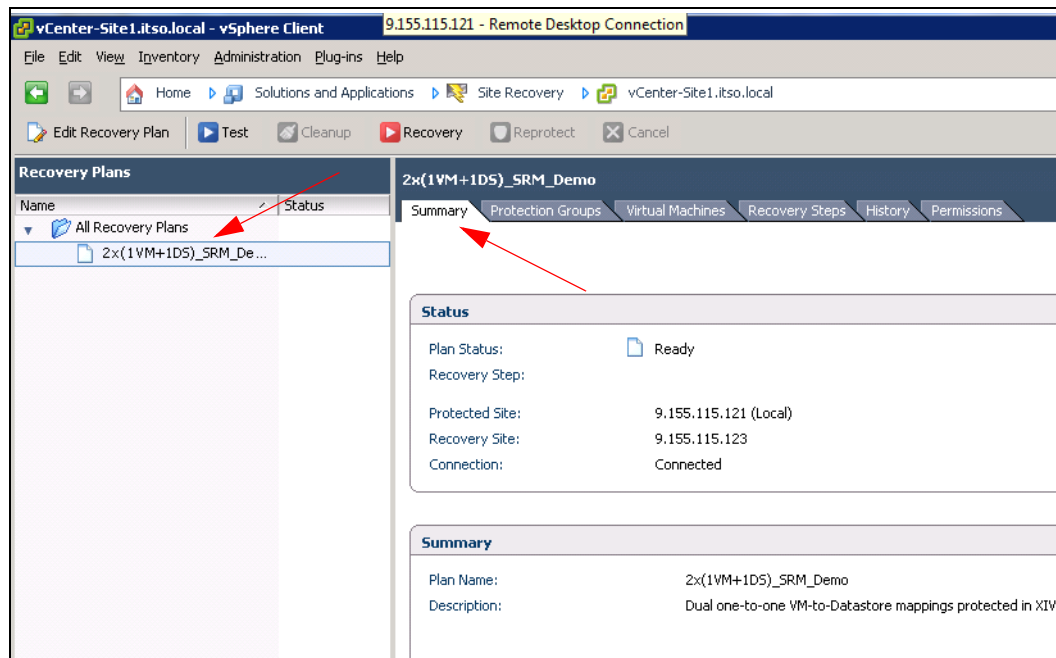 vCenter-Site1.itso.local - vSphere Client
9.155.115.121 - Remote Desktop Connection
File Edit View Inventory Administration Plug-ins Help
Home Solutions and Applications Site Recovery vCenter-Site1.itso.local
Edit Recovery Plan Test Cleanup Recovery Reprotect Cancel
Recovery Plans
Name Status
All Recovery Plans
2x(1VM+1DS)_SRM_De...
2x(1VM+1DS)_SRM_Demo
Summary Protection Groups Virtual Machines Recovery Steps History Permissions
Status
Plan Status: Ready
Recovery Step:
Protected Site: 9.155.115.121 (Local)
Recovery Site: 9.155.115.123
Connection: Connected
Summary
Plan Name: 2x(1VM+1DS)_SRM_Demo
Description: Dual one-to-one VM-to-Datastore mappings protected in XIV